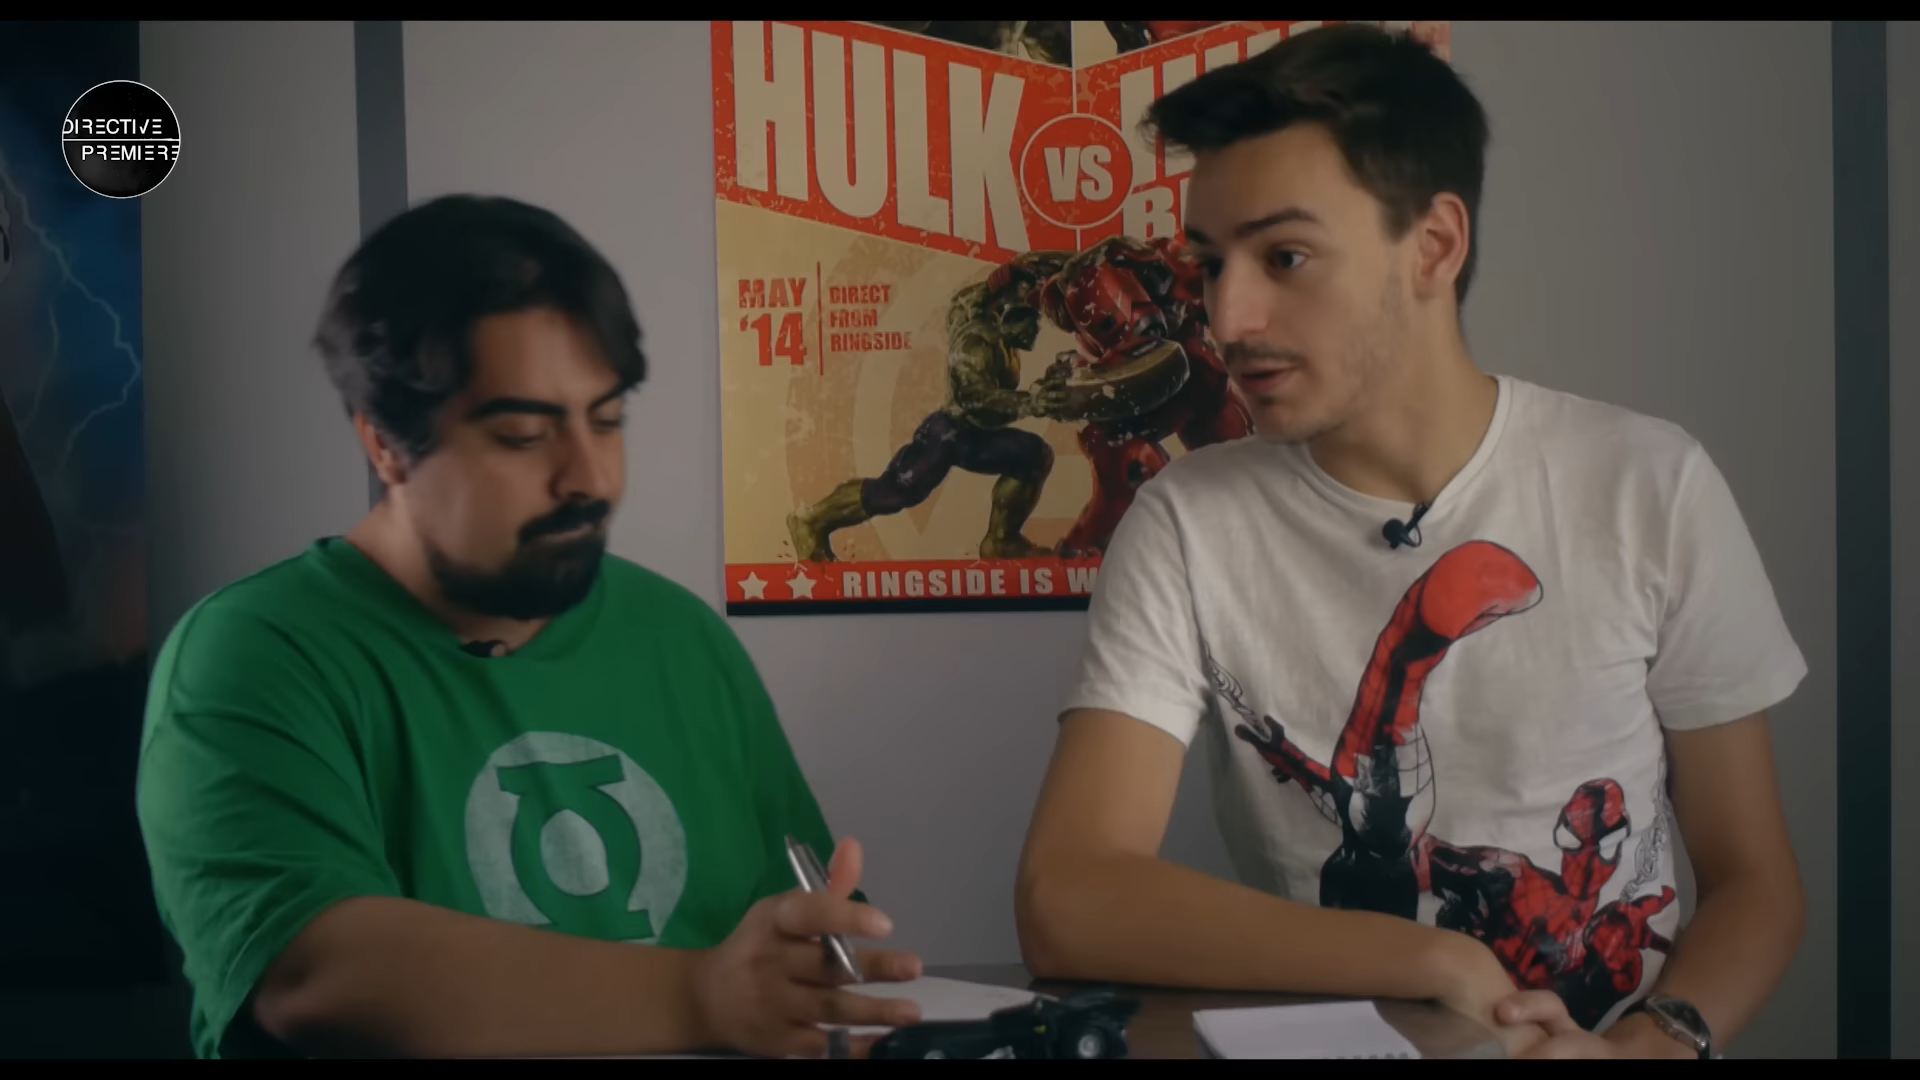 DIRECTIVE
PREMIERE
HULK
VS
MAY
'14
DIRECT
FROM
RINGSIDE
RINGSIDE IS